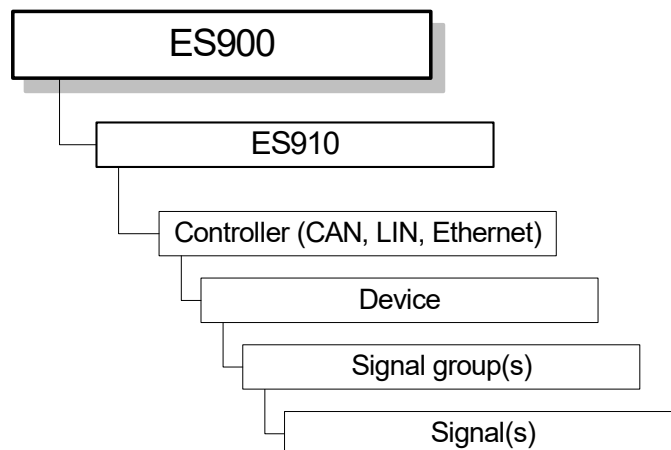 ES900
ES910
Controller (CAN, LIN, Ethernet)
Device
Signal group(s)
Signal(s)